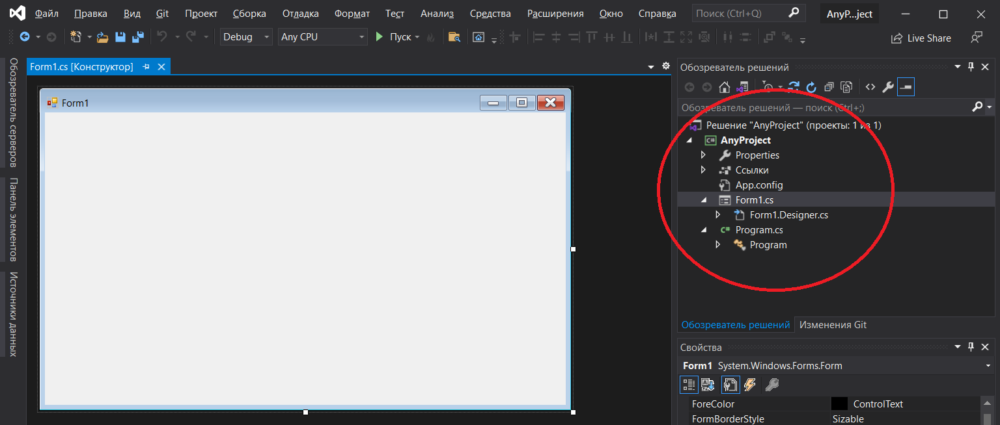 Файл Правка Вид Git Проект Сборка Отладка Формат Тест Анализ Средства Расширения Окно Справка Поиск (Ctrl+Q) AnyP...ject
Debug Any CPU Пуск Live Share
Обозреватель серверов
Панель элементов
Источники данных
Form1.cs [Конструктор]
Form1
Обозреватель решений
Обозреватель решений — поиск (Ctrl+;)
Решение "AnyProject" (проекты: 1 из 1)
C# AnyProject
Properties
Ссылки
App.config
Form1.cs
Form1.Designer.cs
C# Program.cs
Program
Обозреватель решений Изменения Git
Свойства
Form1 System.Windows.Forms.Form
ForeColor ControlText
FormBorderStyle Sizable